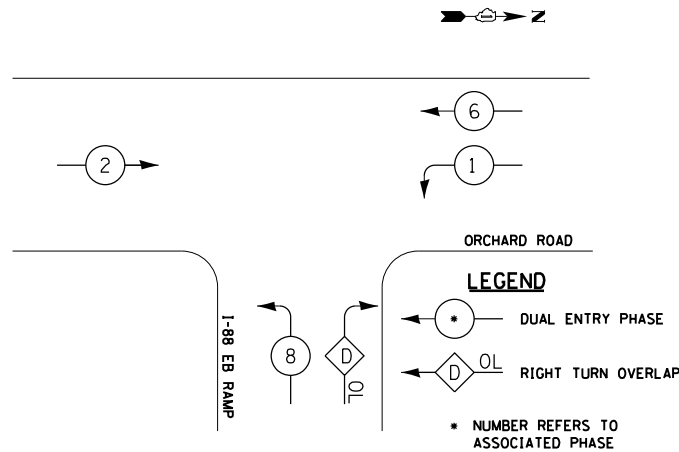 N
6
2
1
ORCHARD ROAD
LEGEND
* DUAL ENTRY PHASE
I-88 EB RAMP
8
D
OL
D OL RIGHT TURN OVERLAP
* NUMBER REFERS TO
ASSOCIATED PHASE